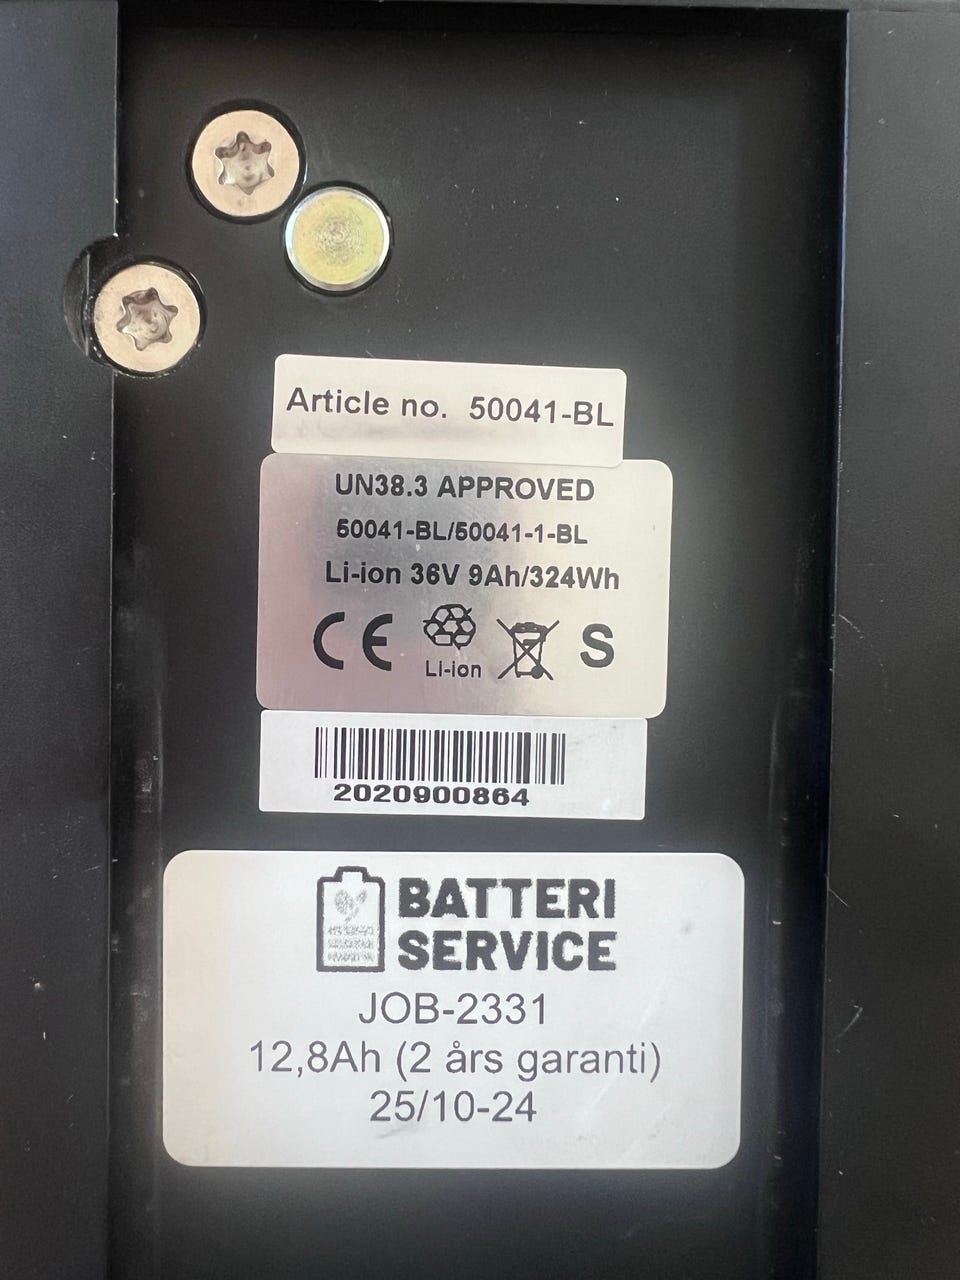 Article no. 50041-BL
UN38.3 APPROVED
50041-BL/50041-1-BL
Li-ion 36V 9Ah/324Wh
CE
Li-ion
S
2020900864
BATTERI
SERVICE
JOB-2331
12,8Ah (2 års garanti)
25/10-24